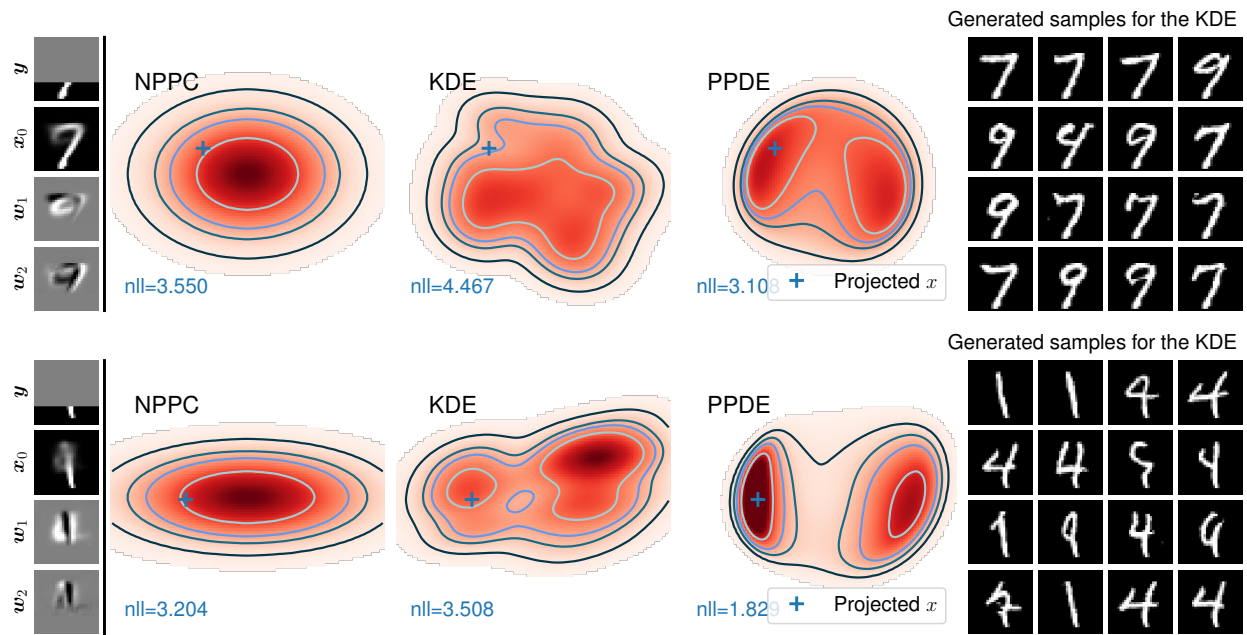 Generated samples for the KDE
y
x₀
w₁
w₂
NPPC
KDE
PPDE
nll=3.550
nll=4.467
nll=3.108
+ Projected x
Generated samples for the KDE
y
x₀
w₁
w₂
NPPC
KDE
PPDE
nll=3.204
nll=3.508
nll=1.829
+ Projected x